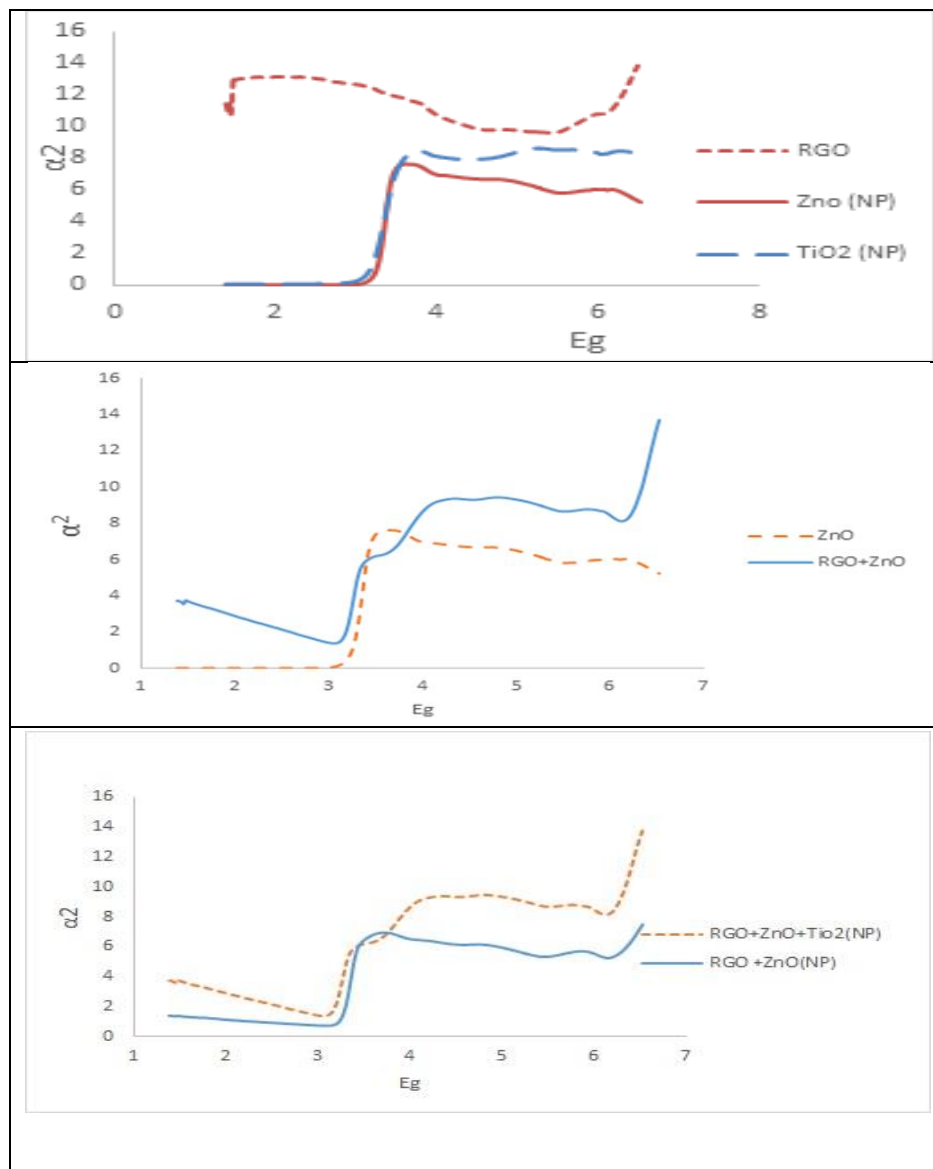 16
14
12
10
8
6
4
2
0
α2
0 2 4 6 8
Eg
RGO
Zno (NP)
TiO2 (NP)
16
14
12
10
8
6
4
2
0
α²
1 2 3 4 5 6 7
Eg
ZnO
RGO+ZnO
16
14
12
10
8
6
4
2
0
α2
1 2 3 4 5 6 7
Eg
RGO+ZnO+Tio2(NP)
RGO +ZnO(NP)